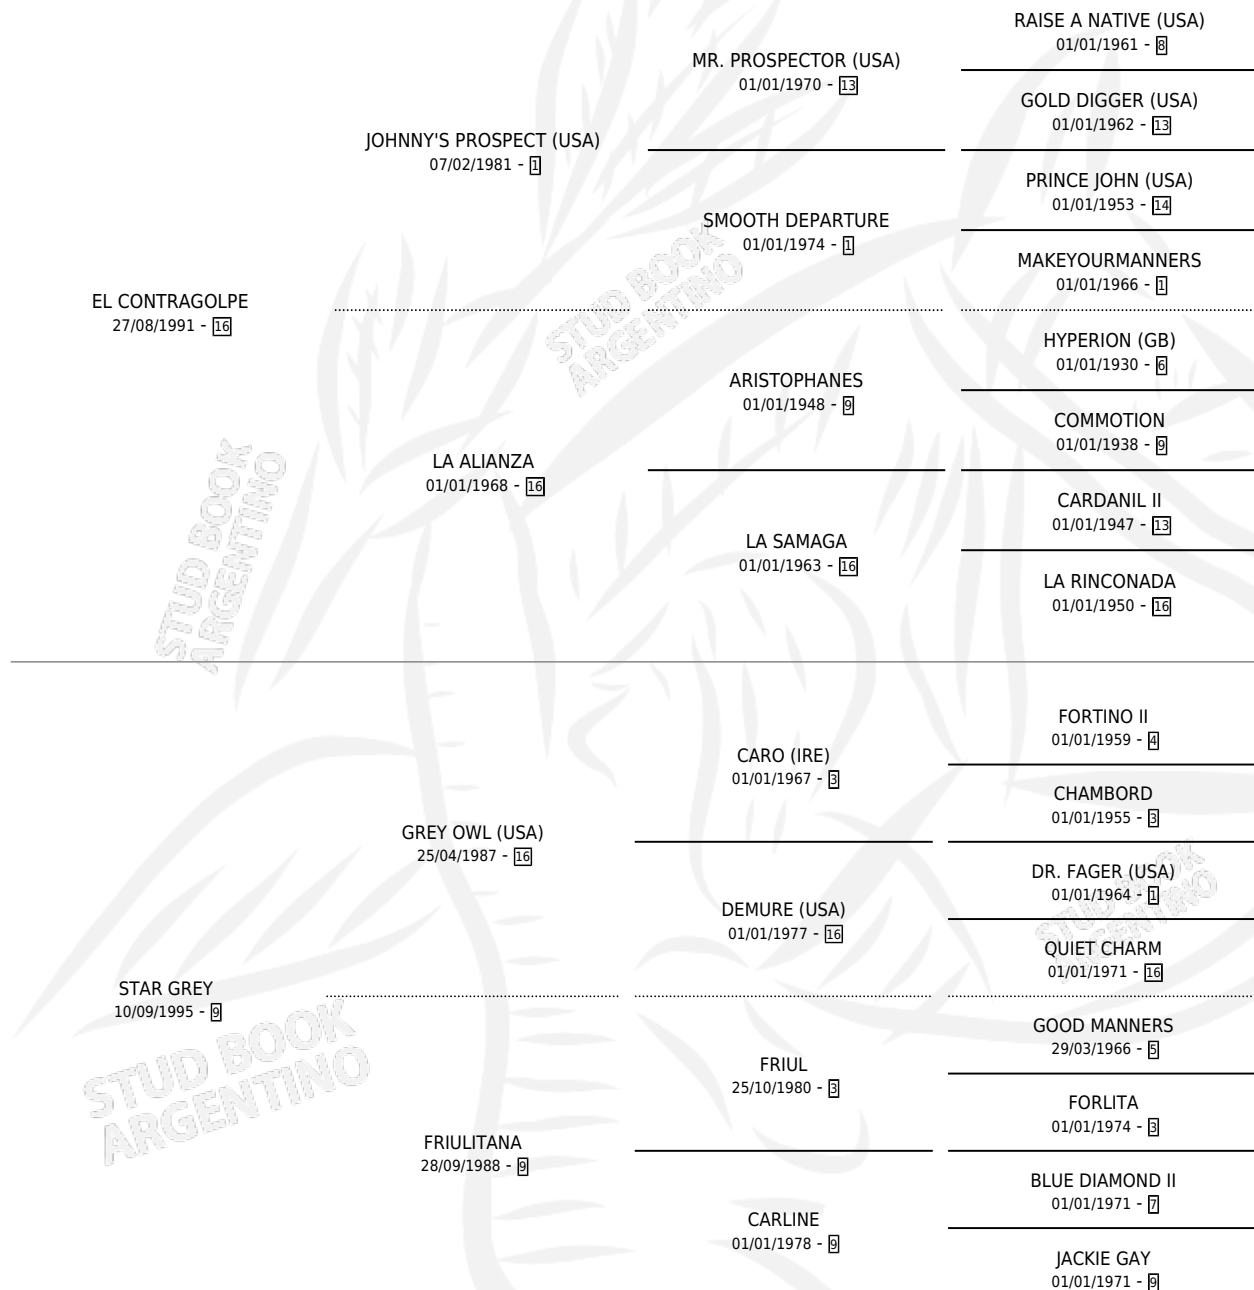 RAISE A NATIVE (USA)
01/01/1961 - 8
MR. PROSPECTOR (USA)
01/01/1970 - 13
GOLD DIGGER (USA)
01/01/1962 - 13
JOHNNY'S PROSPECT (USA)
07/02/1981 - 1
PRINCE JOHN (USA)
01/01/1953 - 14
SMOOTH DEPARTURE
01/01/1974 - 1
MAKEYOURMANNERS
01/01/1966 - 1
EL CONTRAGOLPE
27/08/1991 - 16
HYPERION (GB)
01/01/1930 - 6
ARISTOPHANES
01/01/1948 - 9
COMMOTION
01/01/1938 - 9
LA ALIANZA
01/01/1968 - 16
CARDANIL II
01/01/1947 - 13
LA SAMAGA
01/01/1963 - 16
LA RINCONADA
01/01/1950 - 16
STUD BOOK
ARGENTINO
STUD BOOK
ARGENTINO
FORTINO II
01/01/1959 - 4
CARO (IRE)
01/01/1967 - 3
CHAMBORD
01/01/1955 - 3
GREY OWL (USA)
25/04/1987 - 16
DR. FAGER (USA)
01/01/1964 - 1
DEMURE (USA)
01/01/1977 - 16
QUIET CHARM
01/01/1971 - 16
STUD BOOK
ARGENTINO
STAR GREY
10/09/1995 - 9
GOOD MANNERS
29/03/1966 - 5
FRIUL
25/10/1980 - 3
FORLITA
01/01/1974 - 3
STUD BOOK
ARGENTINO
FRIULITANA
28/09/1988 - 9
BLUE DIAMOND II
01/01/1971 - 7
CARLINE
01/01/1978 - 9
JACKIE GAY
01/01/1971 - 9